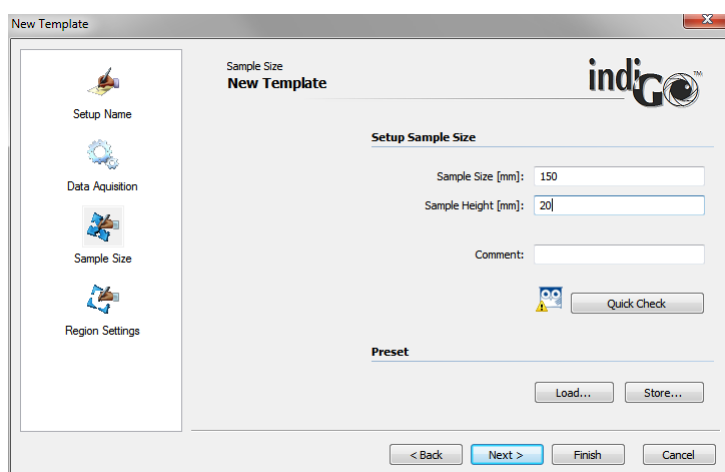 New Template
Setup Name
Data Aquisition
Sample Size
Region Settings
Sample Size
New Template
indiGo™
Setup Sample Size
Sample Size [mm]: 150
Sample Height [mm]: 20
Comment:
Quick Check
Preset
Load... Store...
< Back Next > Finish Cancel